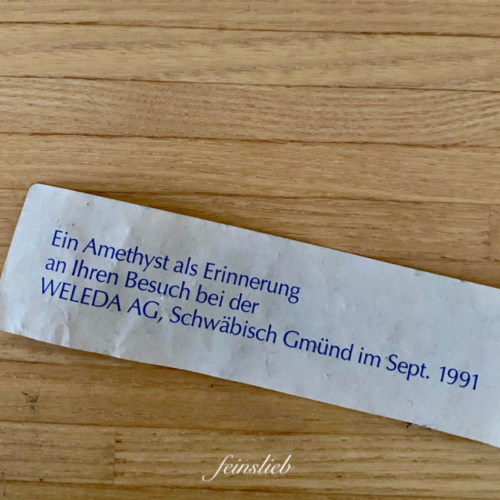 Ein Amethyst als Erinnerung
an Ihren Besuch bei der
WELEDA AG, Schwäbisch Gmünd im Sept. 1991
feinslieb